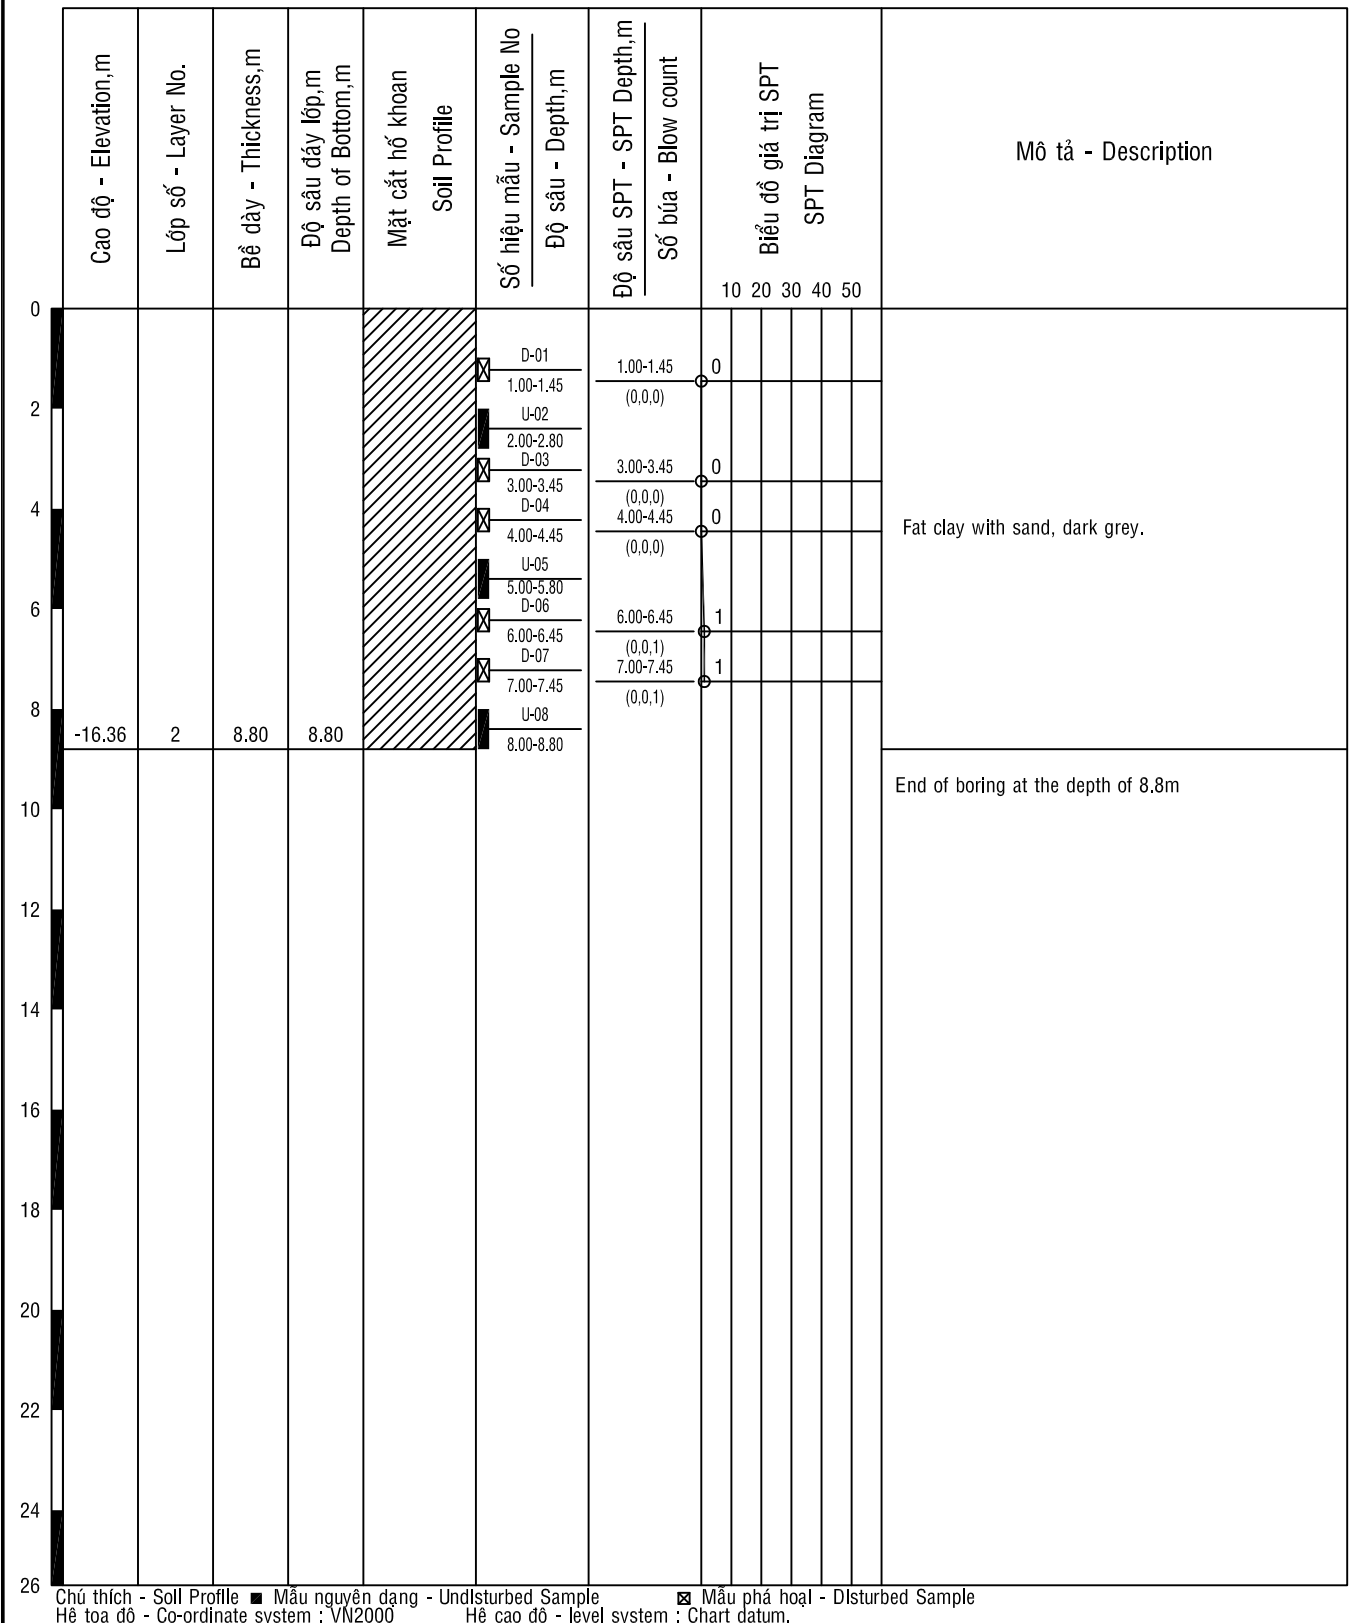 Cao độ - Elevation,m
Lớp số - Layer No.
Bề dày - Thickness,m
Độ sâu đáy lớp,m
Depth of Bottom,m
Mặt cắt hố khoan
Soil Profile
Số hiệu mẫu - Sample No
Độ sâu - Depth,m
Độ sâu SPT - SPT Depth,m
Số búa - Blow count
Biểu đồ giá trị SPT
SPT Diagram
10 20 30 40 50
Mô tả - Description
0
D-01
1.00-1.45
1.00-1.45
(0,0,0)
0
2
U-02
2.00-2.80
D-03
3.00-3.45
3.00-3.45
(0,0,0)
0
4
D-04
4.00-4.45
4.00-4.45
(0,0,0)
0
Fat clay with sand, dark grey.
U-05
5.00-5.80
6
D-06
6.00-6.45
6.00-6.45
(0,0,1)
1
D-07
7.00-7.45
7.00-7.45
(0,0,1)
1
8
U-08
8.00-8.80
-16.36 2 8.80 8.80
End of boring at the depth of 8.8m
10
12
14
16
18
20
22
24
26
Chú thích - Soil Profile Mẫu nguyên dạng - Undisturbed Sample Mẫu phá hoại - Disturbed Sample
Hệ tọa độ - Co-ordinate system : VN2000 Hệ cao độ - level system : Chart datum.